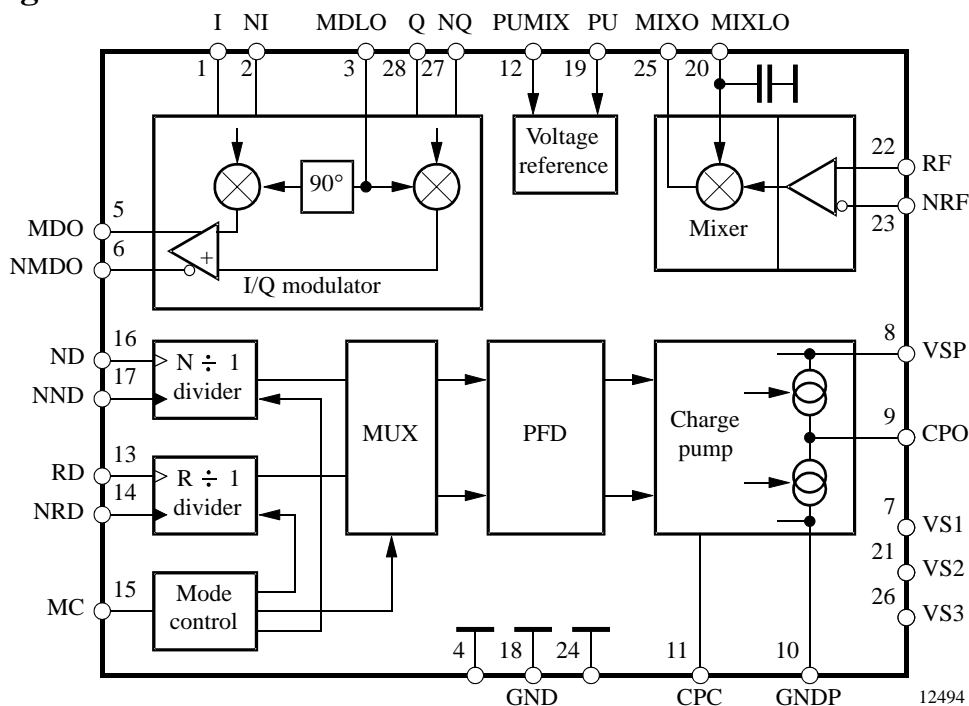 I NI MDLO Q NQ PUMIX PU MIXO MIXLO
1 2 3 28 27 12 19 25 20
Voltage
reference
90°
Mixer
22 RF
NRF
23
5
MDO
6
NMDO
+
I/Q modulator
16
ND
17
NND
N ÷ 1
divider
13
RD
14
NRD
R ÷ 1
divider
MUX
PFD
Charge
pump
8
VSP
9
CPO
7
VS1
21
VS2
26
VS3
15
MC
Mode
control
4 18 24 11 10
GND CPC GNDP
12494